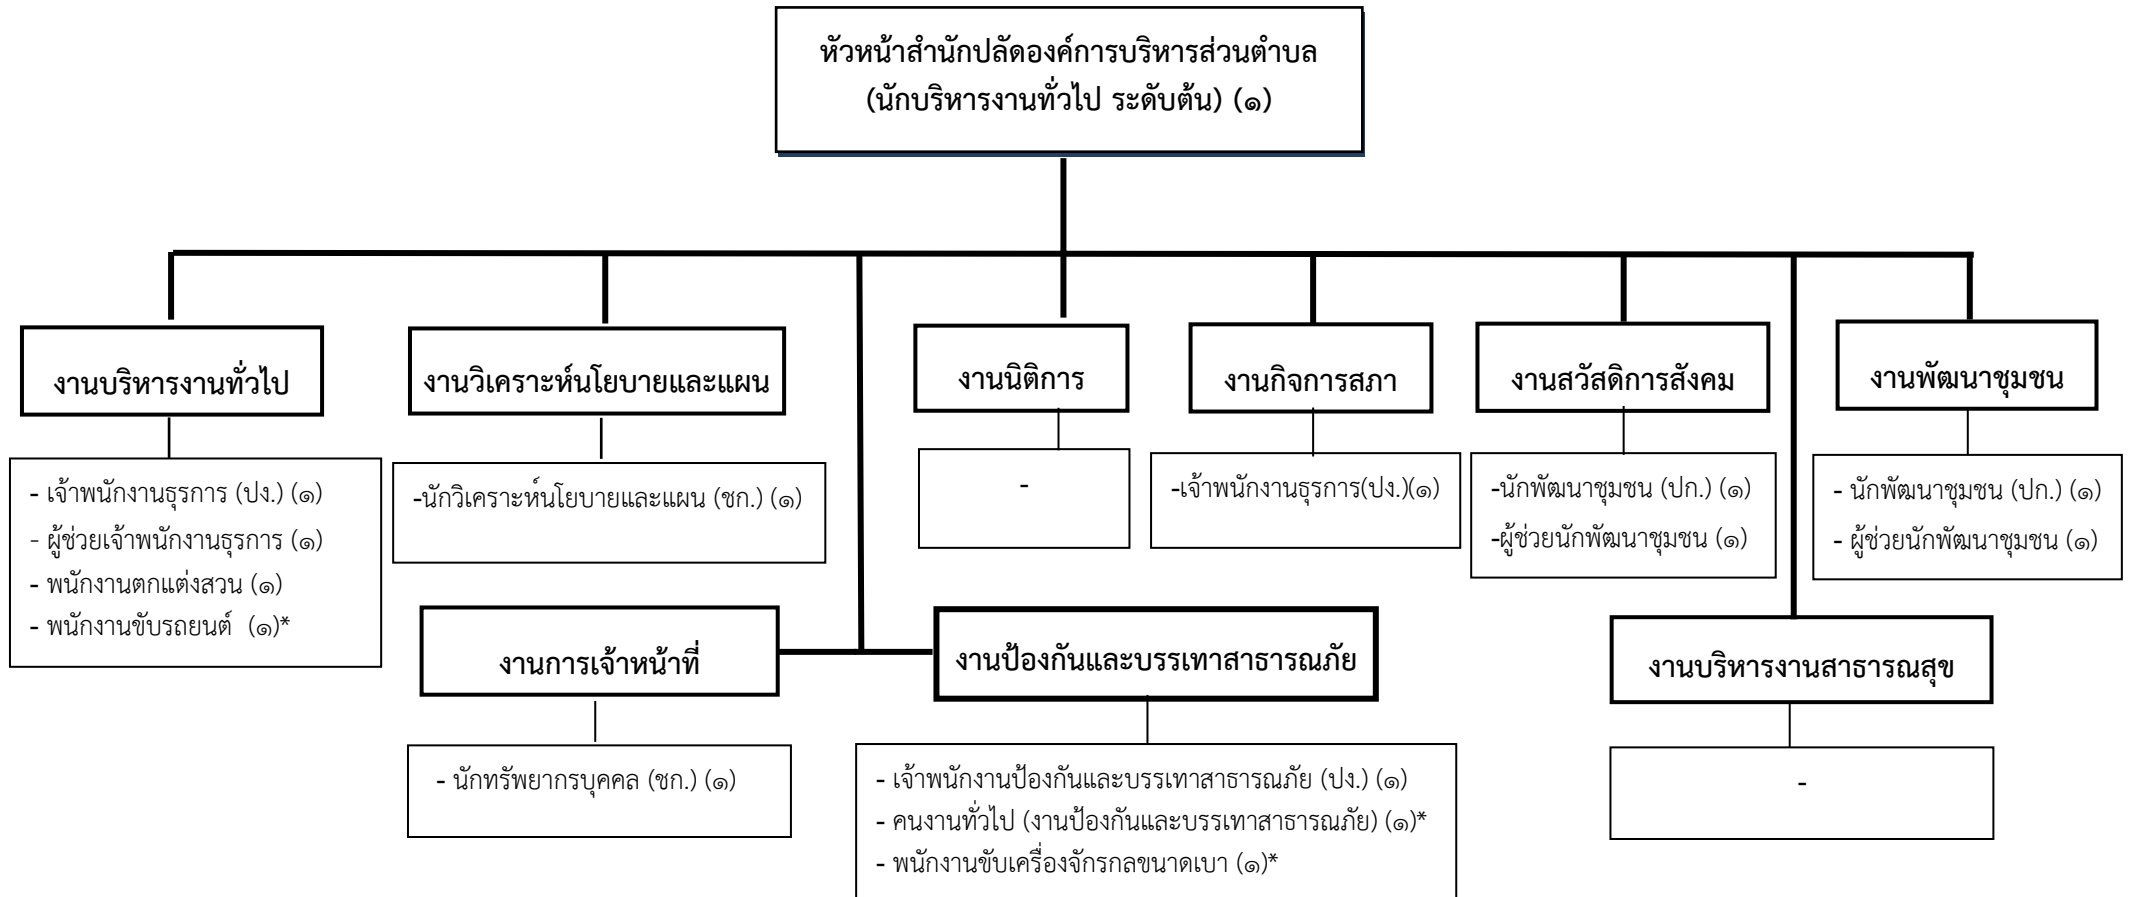 หัวหน้าสำนักปลัดองค์การบริหารส่วนตำบล
(นักบริหารงานทั่วไป ระดับต้น) (๑)
งานบริหารงานทั่วไป
- เจ้าพนักงานธุรการ (ปง.) (๑)
- ผู้ช่วยเจ้าพนักงานธุรการ (๑)
- พนักงานตกแต่งสวน (๑)
- พนักงานขับรถยนต์ (๑)*
งานวิเคราะห์นโยบายและแผน
-นักวิเคราะห์นโยบายและแผน (ชก.) (๑)
งานนิติการ
-
งานกิจการสภา
-เจ้าพนักงานธุรการ(ปง.)(๑)
งานสวัสดิการสังคม
-นักพัฒนาชุมชน (ปก.) (๑)
-ผู้ช่วยนักพัฒนาชุมชน (๑)
งานพัฒนาชุมชน
- นักพัฒนาชุมชน (ปก.) (๑)
- ผู้ช่วยนักพัฒนาชุมชน (๑)
งานการเจ้าหน้าที่
- นักทรัพยากรบุคคล (ชก.) (๑)
งานป้องกันและบรรเทาสาธารณภัย
- เจ้าพนักงานป้องกันและบรรเทาสาธารณภัย (ปง.) (๑)
- คนงานทั่วไป (งานป้องกันและบรรเทาสาธารณภัย) (๑)*
- พนักงานขับเครื่องจักรกลขนาดเบา (๑)*
งานบริหารงานสาธารณสุข
-